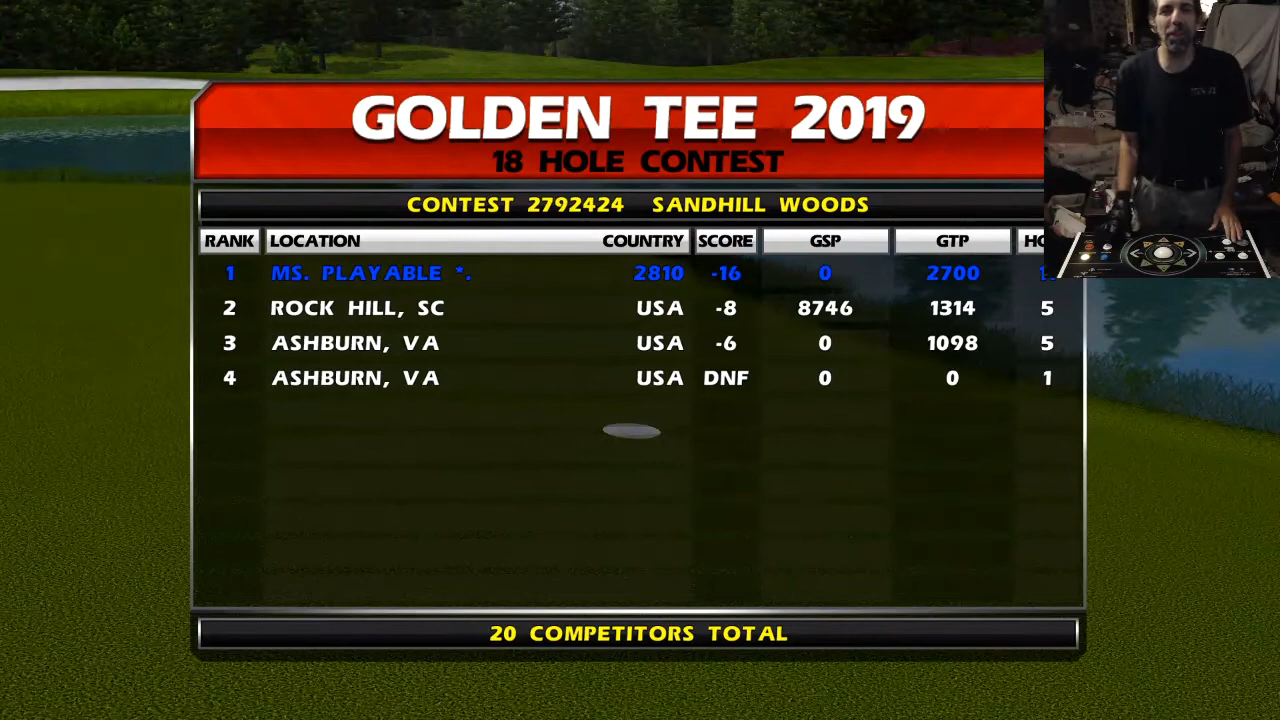 GOLDEN TEE 2019
18 HOLE CONTEST
CONTEST 2792424 SANDHILL WOODS
RANK LOCATION COUNTRY SCORE GSP GTP
1 MS. PLAYABLE *. 2810 -16 0 2700
2 ROCK HILL, SC USA -8 8746 1314 5
3 ASHBURN, VA USA -6 0 1098 5
4 ASHBURN, VA USA DNF 0 0 1
20 COMPETITORS TOTAL